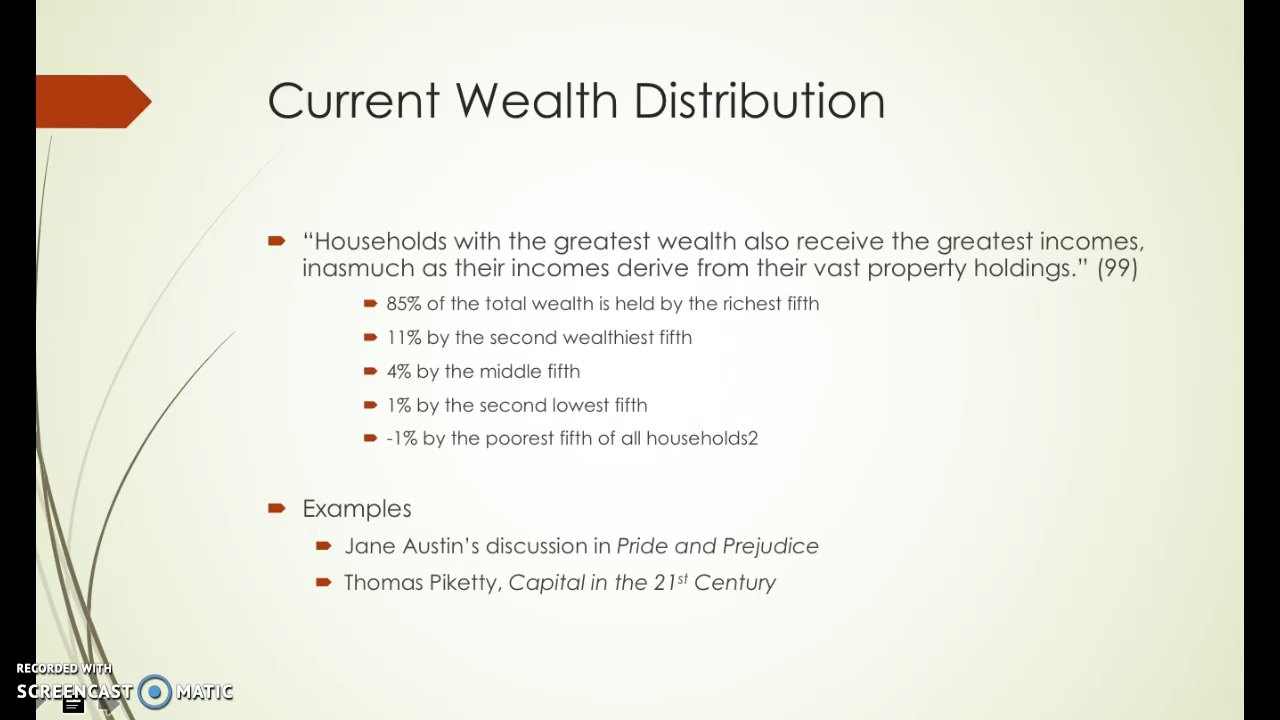 Current Wealth Distribution
“Households with the greatest wealth also receive the greatest incomes,
inasmuch as their incomes derive from their vast property holdings.” (99)
85% of the total wealth is held by the richest fifth
11% by the second wealthiest fifth
4% by the middle fifth
1% by the second lowest fifth
-1% by the poorest fifth of all households2
Examples
Jane Austin’s discussion in Pride and Prejudice
Thomas Piketty, Capital in the 21st Century
RECORDED WITH
SCREENCAST MATIC